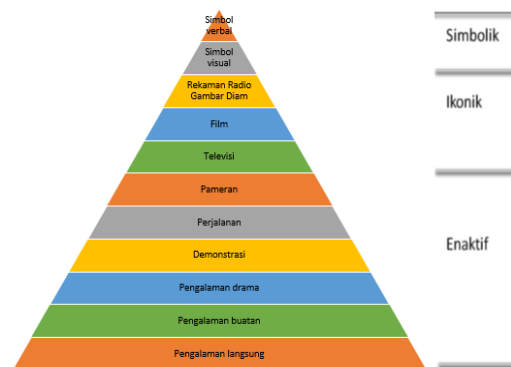 Simbol
verbal
Simbol
visual
Rekaman Radio
Gambar Diam
Film
Televisi
Pameran
Perjalanan
Demonstrasi
Pengalaman drama
Pengalaman buatan
Pengalaman langsung
Simbolik
Ikonik
Enaktif